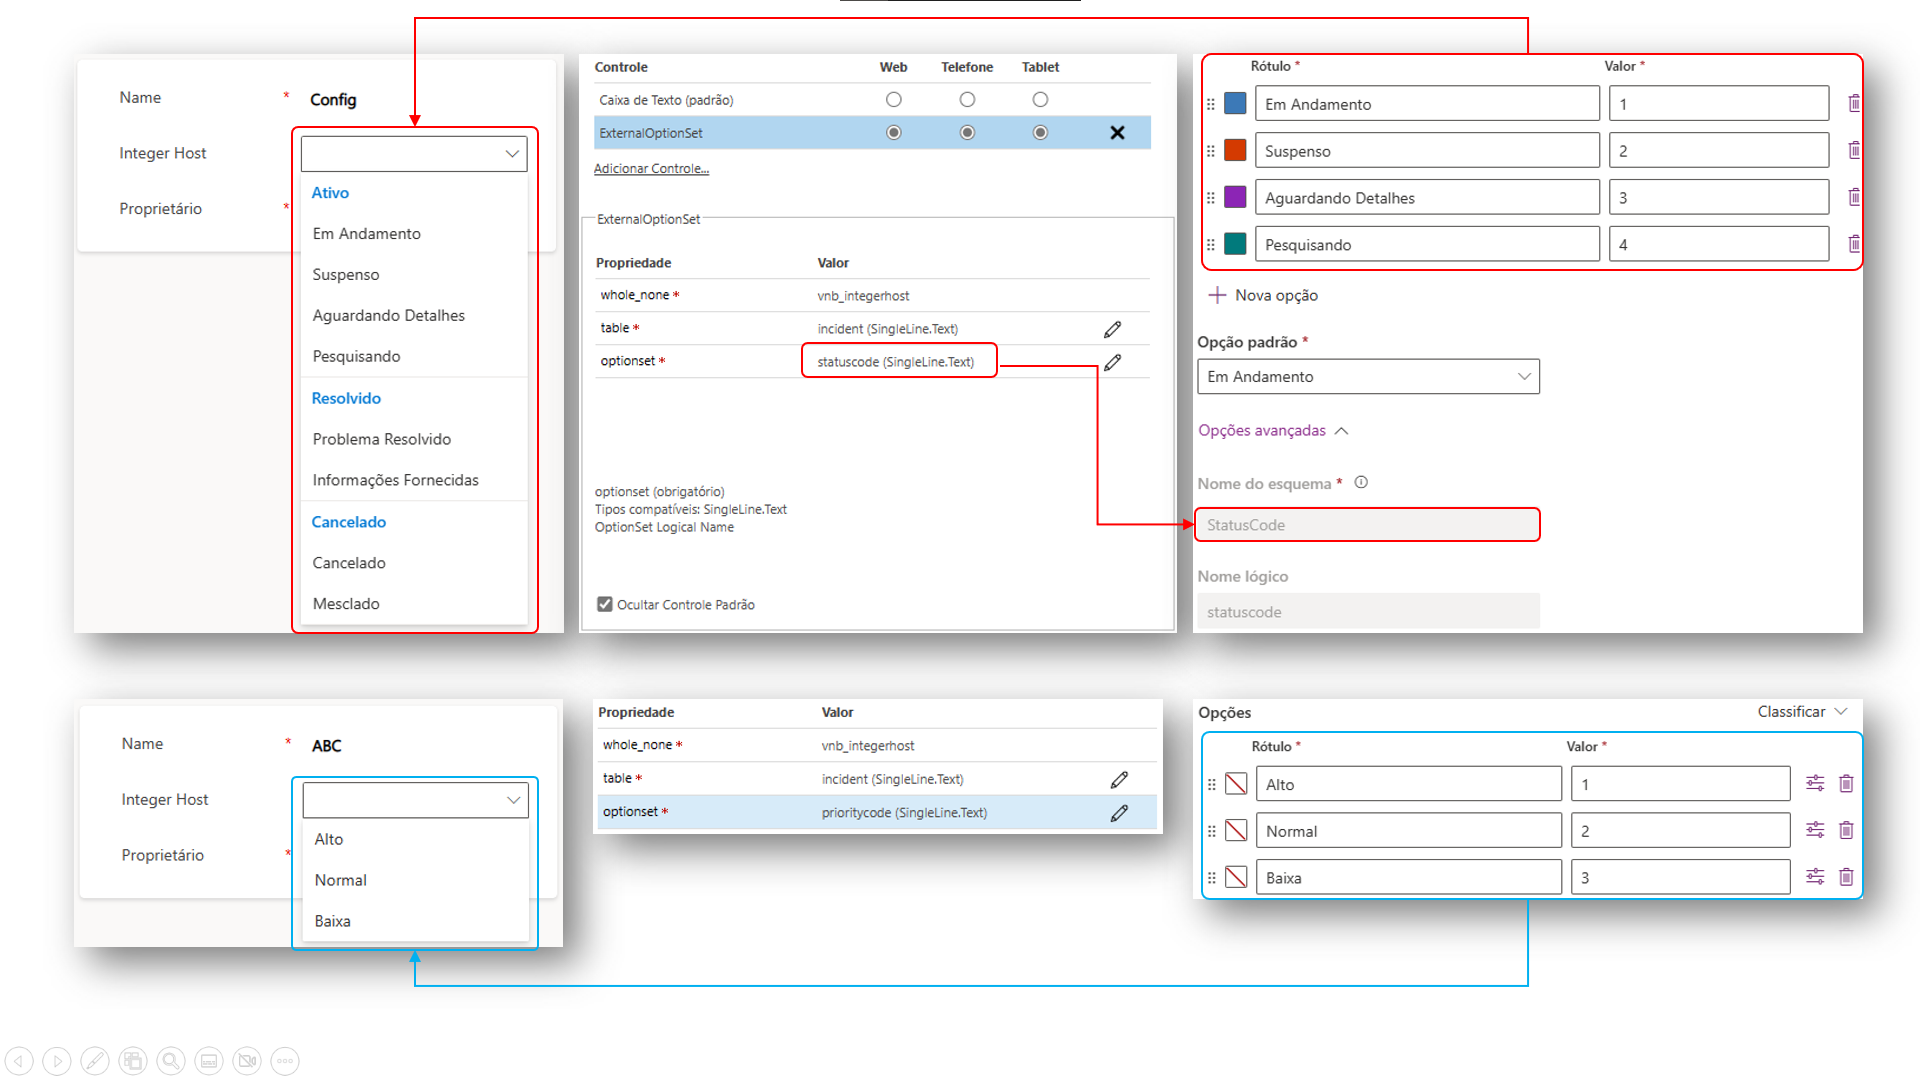 Name * Config
Integer Host
Proprietário *
Ativo
Em Andamento
Suspenso
Aguardando Detalhes
Pesquisando
Resolvido
Problema Resolvido
Informações Fornecidas
Cancelado
Cancelado
Mesclado
Controle Web Telefone Tablet
Caixa de Texto (padrão)
ExternalOptionSet
Adicionar Controle...
ExternalOptionSet
Propriedade Valor
whole_none * vnb_integerhost
table * incident (SingleLine.Text)
optionset * statuscode (SingleLine.Text)
optionset (obrigatório)
Tipos compatíveis: SingleLine.Text
OptionSet Logical Name
Ocultar Controle Padrão
Rótulo * Valor *
Em Andamento 1
Suspenso 2
Aguardando Detalhes 3
Pesquisando 4
Nova opção
Opção padrão *
Em Andamento
Opções avançadas
Nome do esquema *
StatusCode
Nome lógico
statuscode
Name * ABC
Integer Host
Proprietário *
Alto
Normal
Baixa
Propriedade Valor
whole_none * vnb_integerhost
table * incident (SingleLine.Text)
optionset * prioritycode (SingleLine.Text)
Opções Classificar
Rótulo * Valor *
Alto 1
Normal 2
Baixa 3